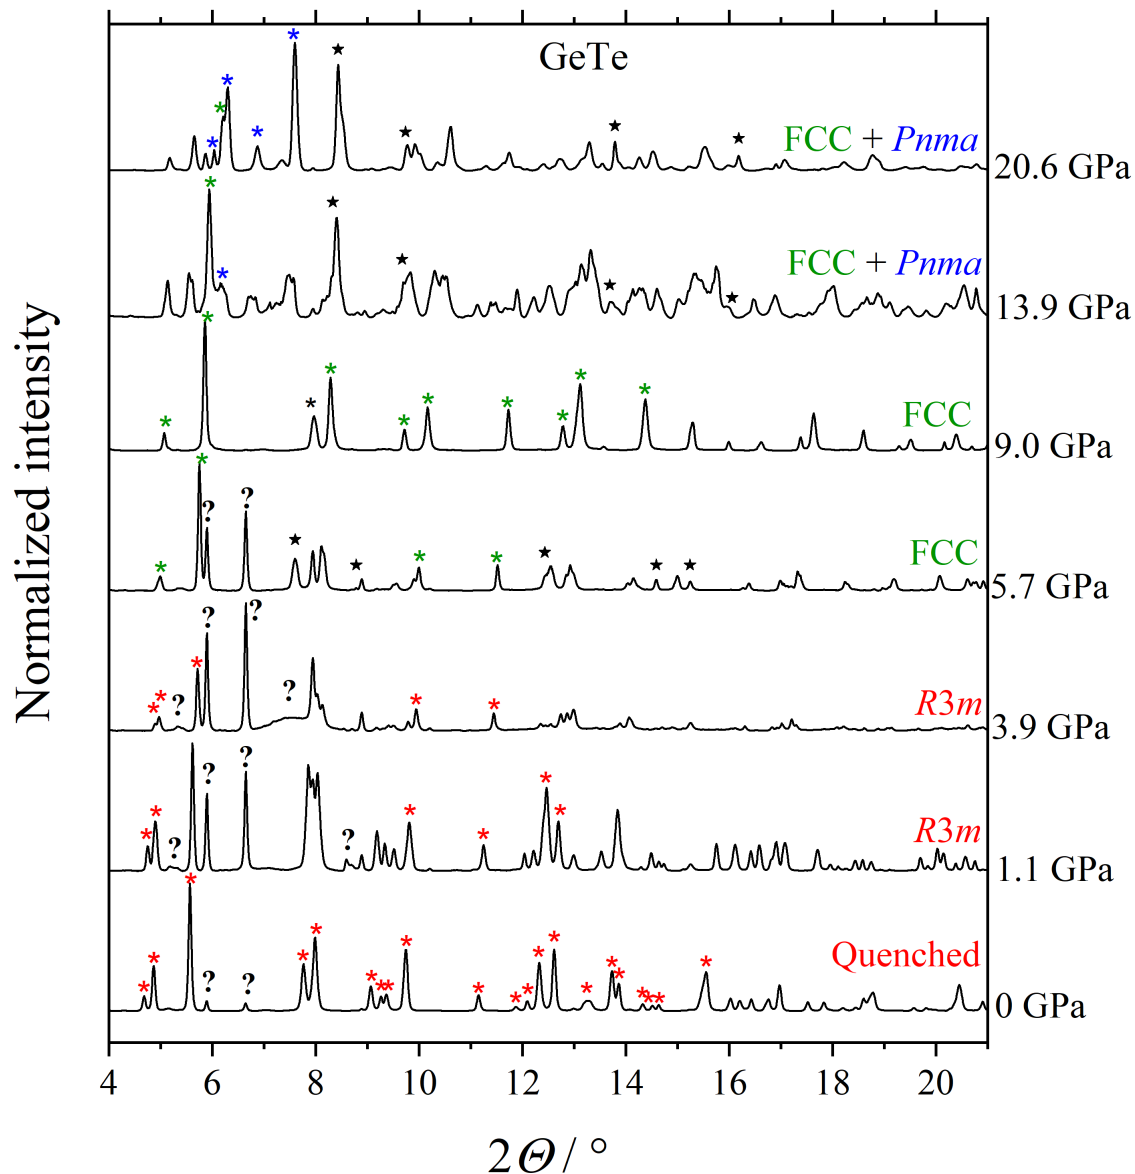 GeTe
FCC + Pnma
20.6 GPa
FCC + Pnma
13.9 GPa
FCC
9.0 GPa
? ?
FCC
5.7 GPa
? ? ? ?
R3m
3.9 GPa
? ? ? ?
R3m
1.1 GPa
? ?
Quenched
0 GPa
4 6 8 10 12 14 16 18 20
2Θ / °
Normalized intensity